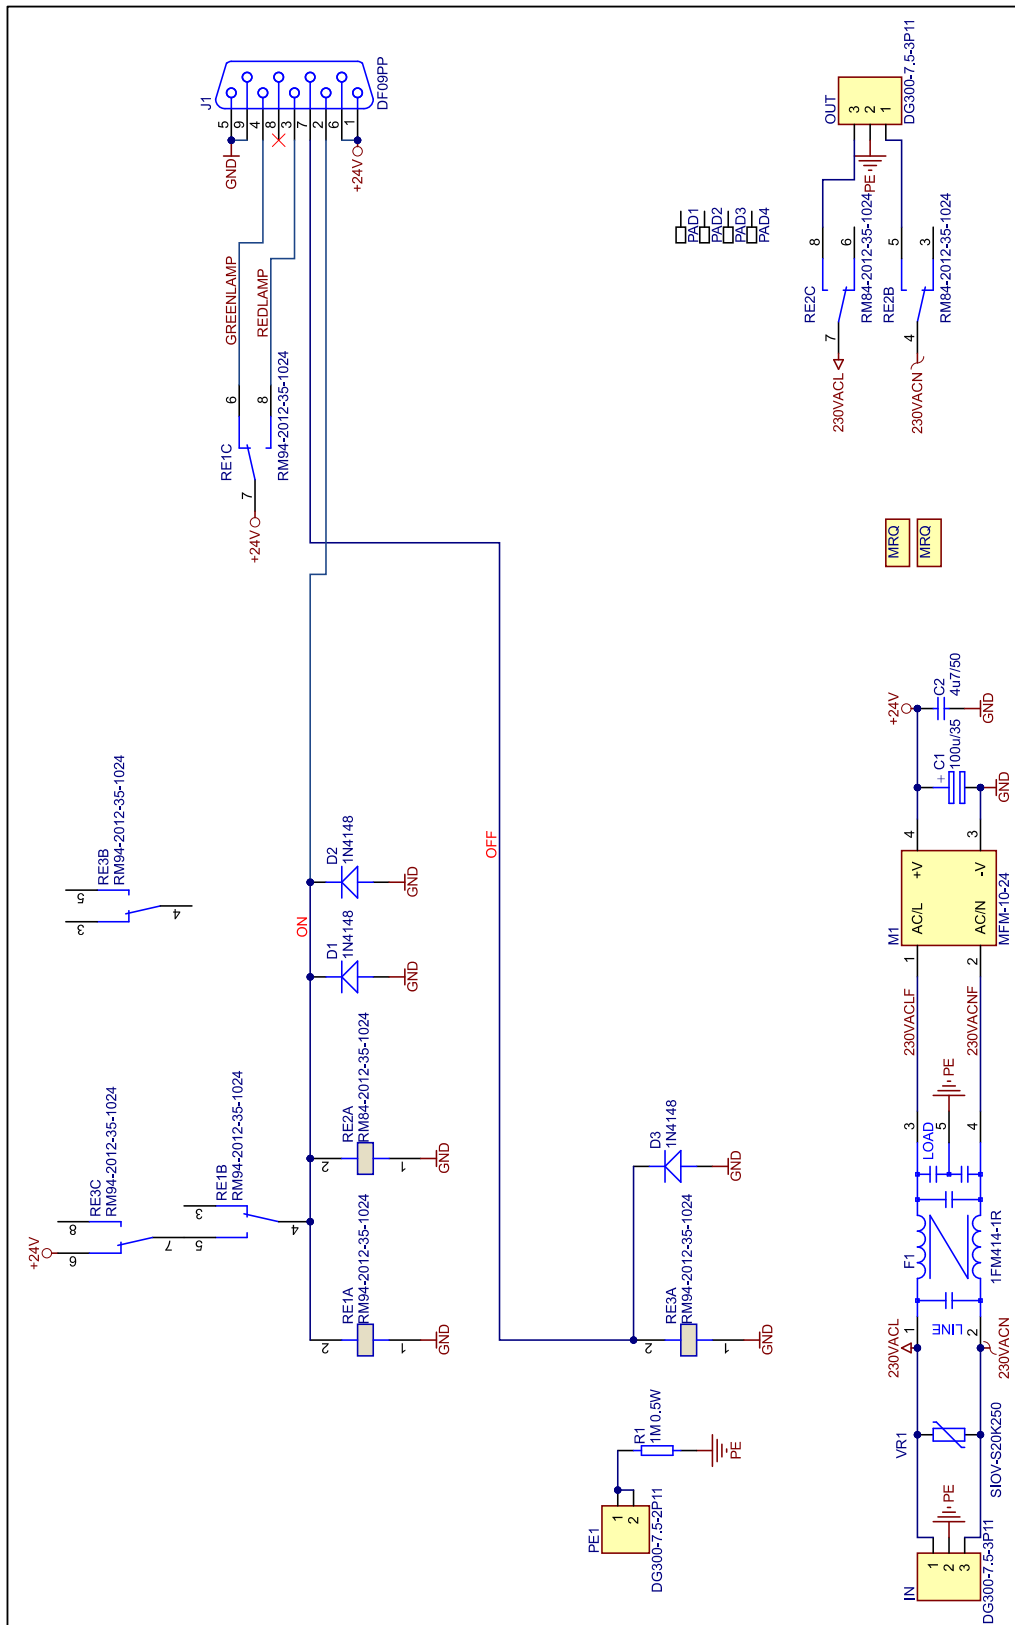 J1
DF09PP
5
9
4
8
3
7
2
6
1
GND
+24V
GREENLAMP
REDLAMP
6
8
RE1C
RM94-2012-35-1024
7
+24V
OUT
3
2
1
DG300-7.5-3P11
PE
PAD1
PAD2
PAD3
PAD4
8
6
RE2C
RM84-2012-35-1024
7
230VACL
5
3
RE2B
RM84-2012-35-1024
4
230VACN
MRQ
MRQ
RE3B
RM94-2012-35-1024
5
3
4
ON
D2
1N4148
GND
D1
1N4148
GND
OFF
RE3C
RM94-2012-35-1024
+24V
8
6
7
RE1B
RM94-2012-35-1024
3
5
4
RE2A
RM84-2012-35-1024
2
1
GND
RE1A
RM94-2012-35-1024
2
1
GND
D3
1N4148
GND
RE3A
RM94-2012-35-1024
2
1
GND
PE1
1
2
DG300-7.5-2P11
R1
1M 0.5W
PE
+24V
C2
4u7/50
GND
+
C1
100u/35
GND
M1
AC/L
+V
AC/N
-V
MFM-10-24
4
3
1
2
230VACLF
230VACNF
PE
3
5
4
LOAD
F1
1FM414-1R
LINE
1
2
230VACL
230VACN
VR1
SIOV-S20K250
IN
1
2
3
PE
DG300-7.5-3P11